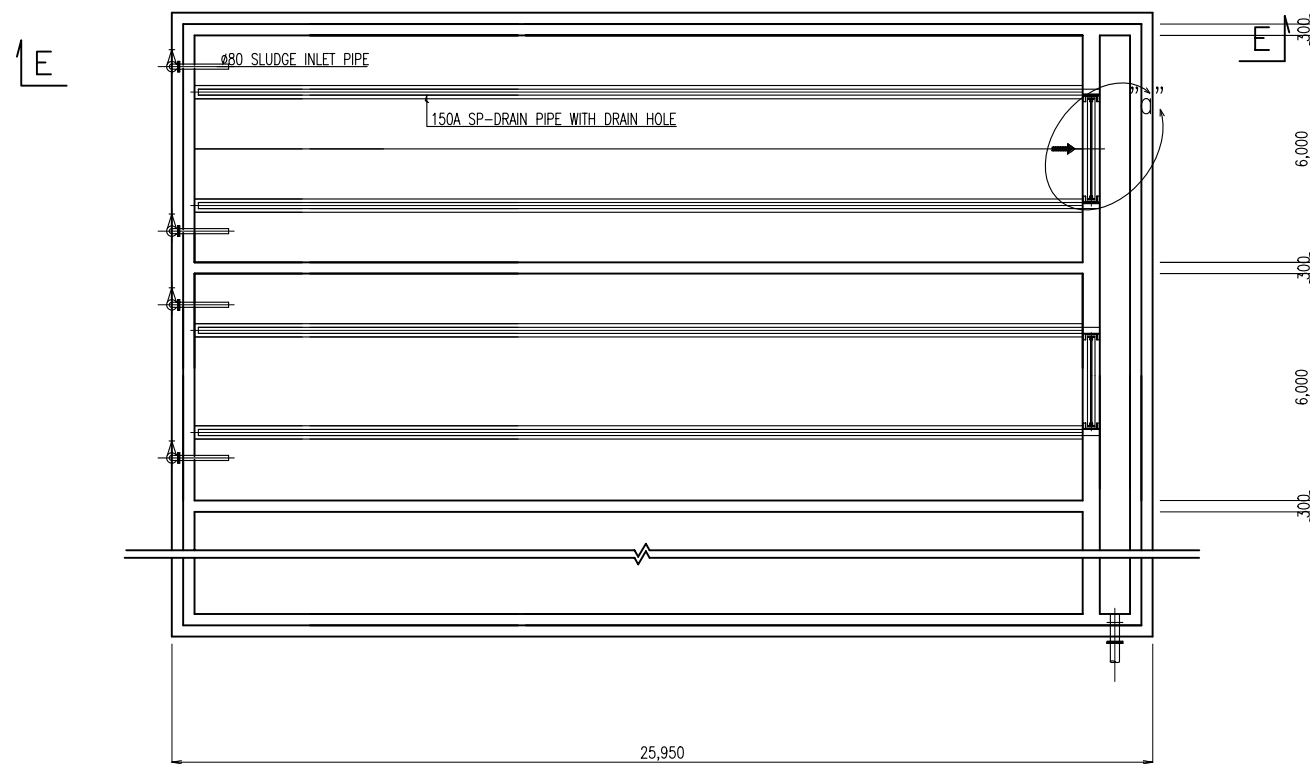 E
E
300
ø80 SLUDGE INLET PIPE
"a"
150A SP-DRAIN PIPE WITH DRAIN HOLE
6,000
300
6,000
300
25,950